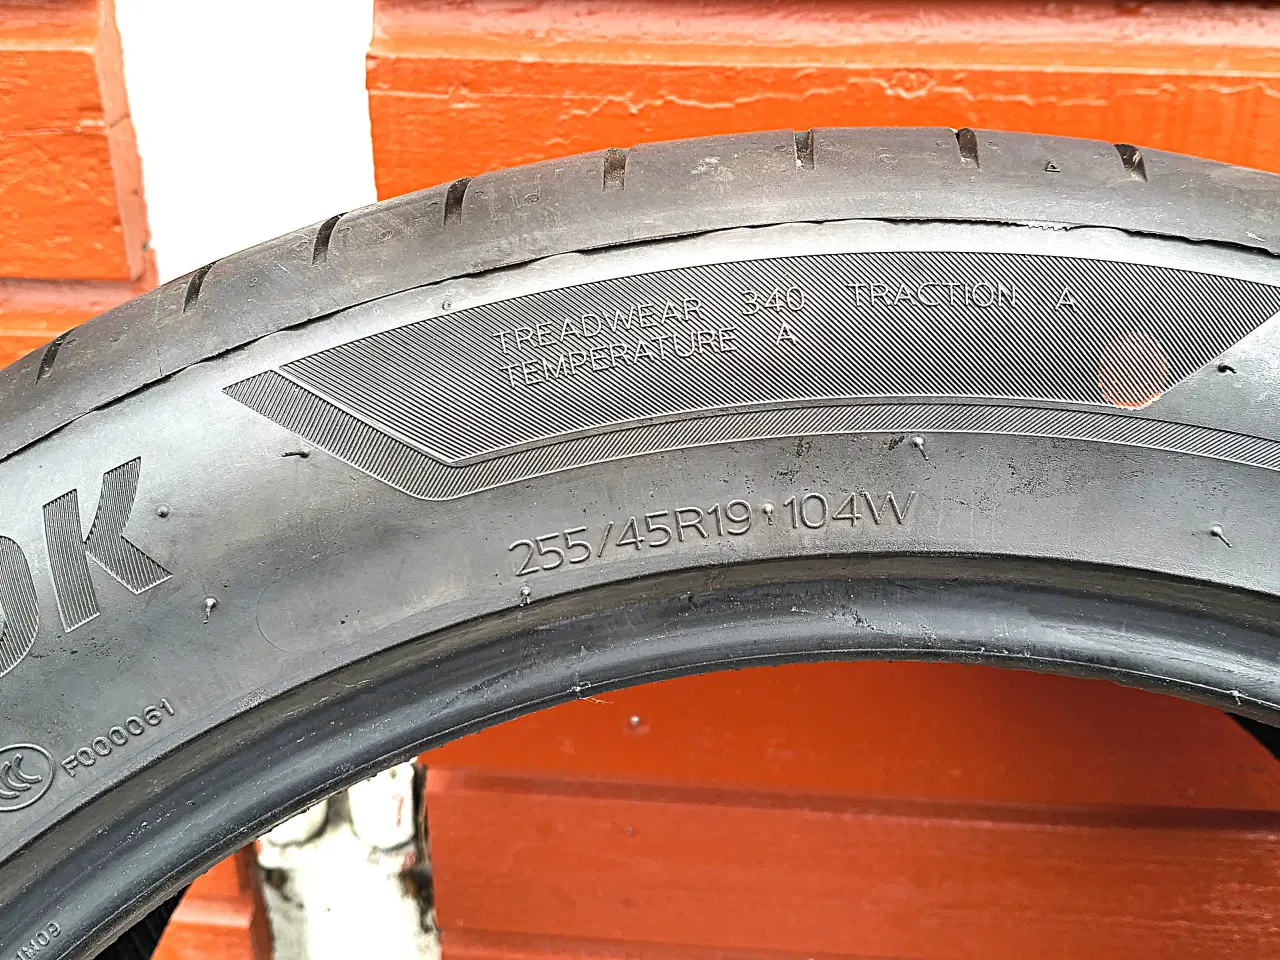 TREADWEAR 340 TRACTION A
TEMPERATURE A
255/45R19 104W
OK
F000061